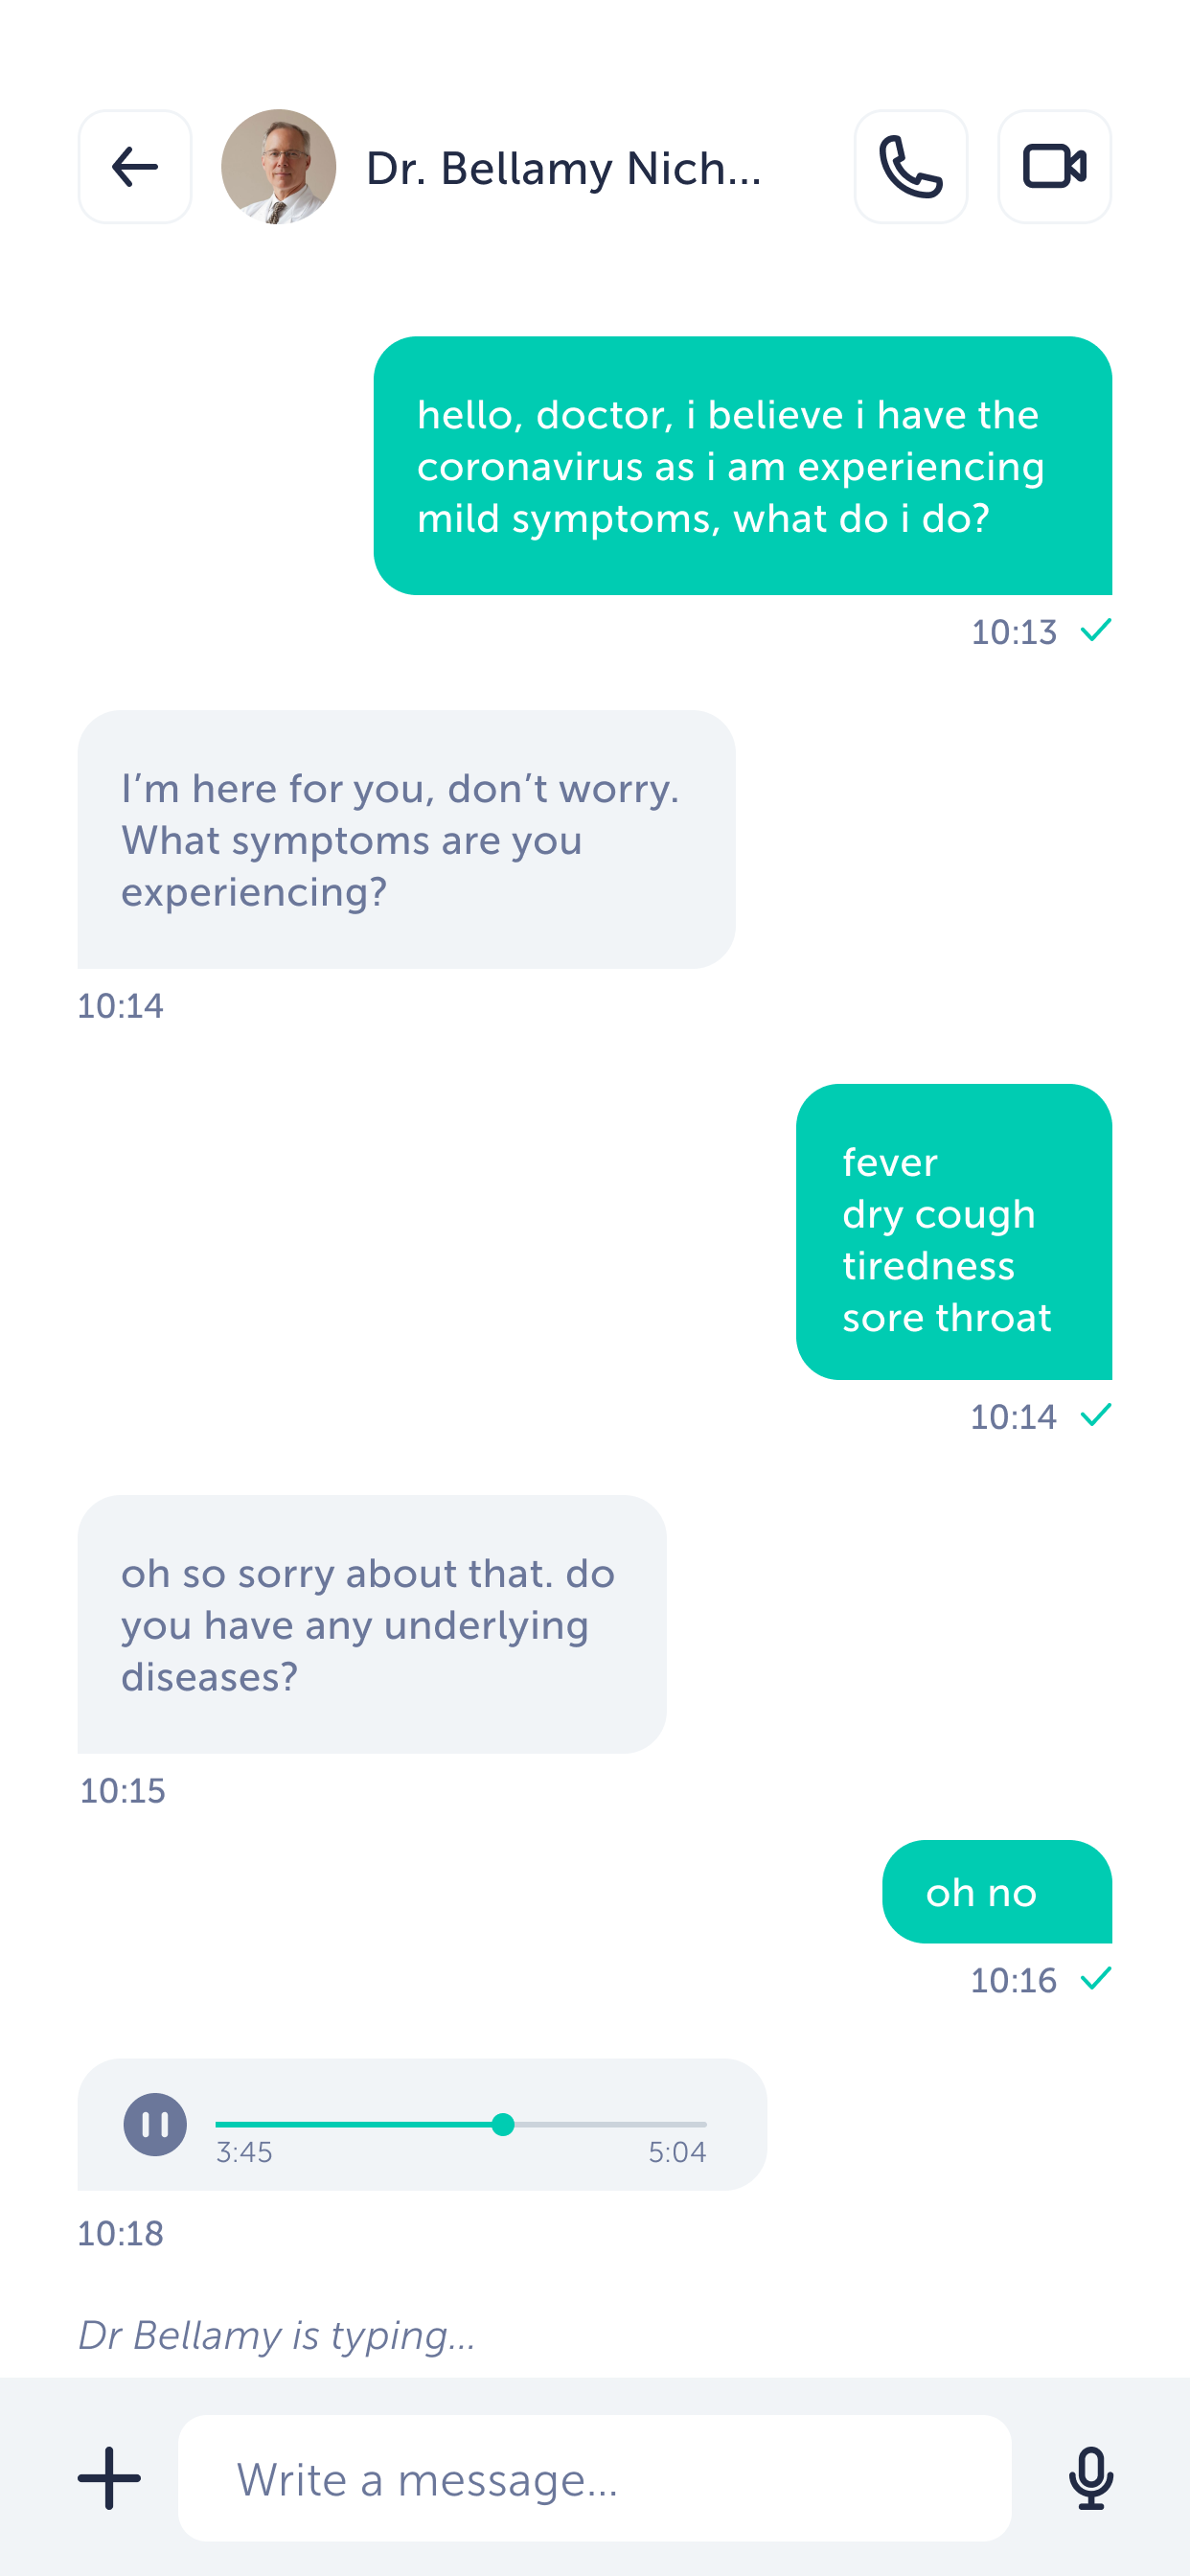 Dr. Bellamy Nich...
hello, doctor, i believe i have the
coronavirus as i am experiencing
mild symptoms, what do i do?
10:13
I’m here for you, don’t worry.
What symptoms are you
experiencing?
10:14
fever
dry cough
tiredness
sore throat
10:14
oh so sorry about that. do
you have any underlying
diseases?
10:15
oh no
10:16
3:45 5:04
10:18
Dr Bellamy is typing...
Write a message...